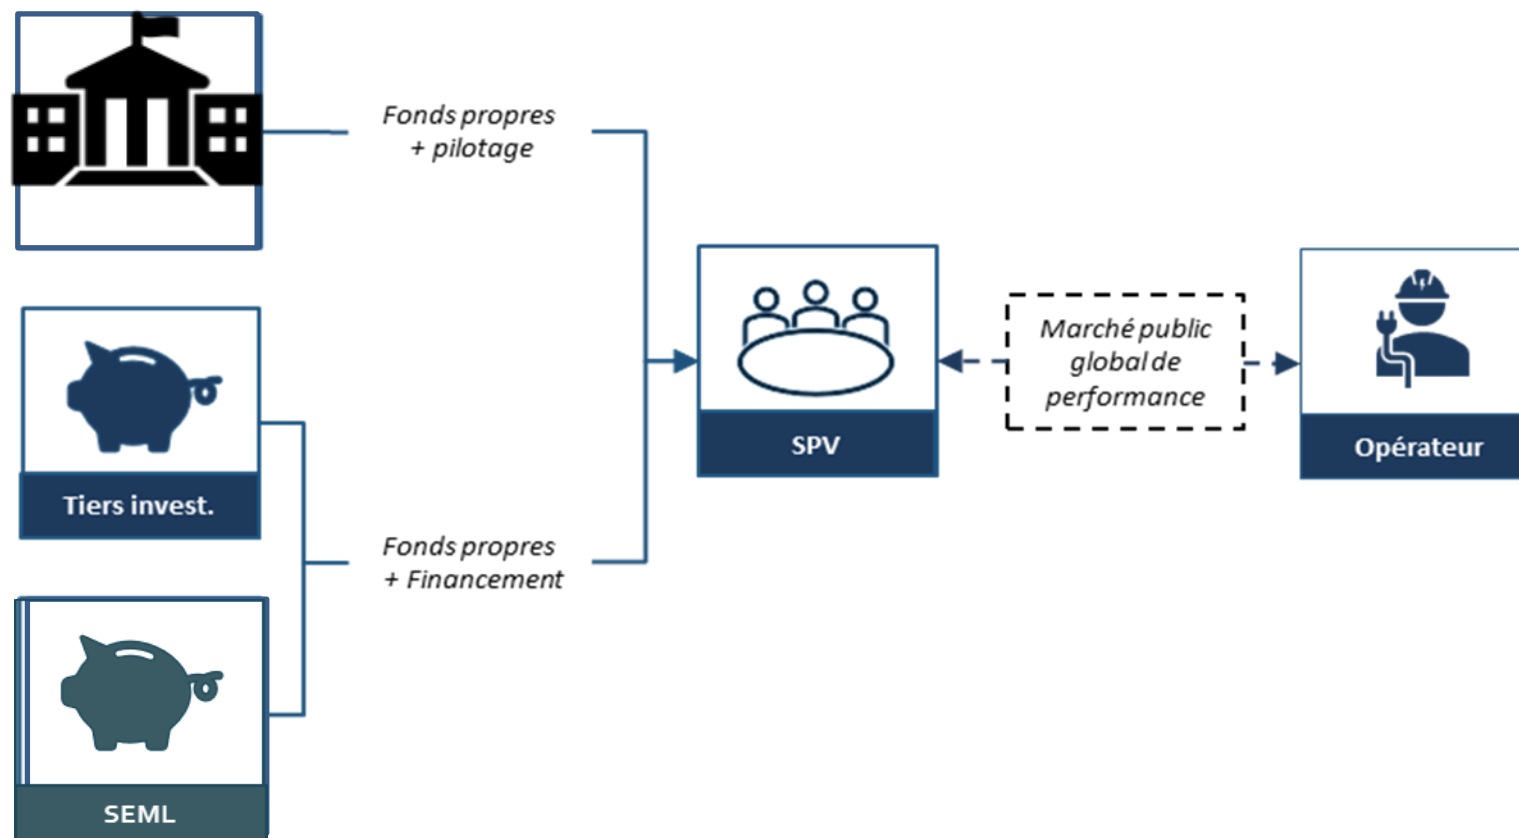 Fonds propres
+ pilotage
Tiers invest.
Fonds propres
+ Financement
SEML
SPV
Marché public
global de
performance
Opérateur